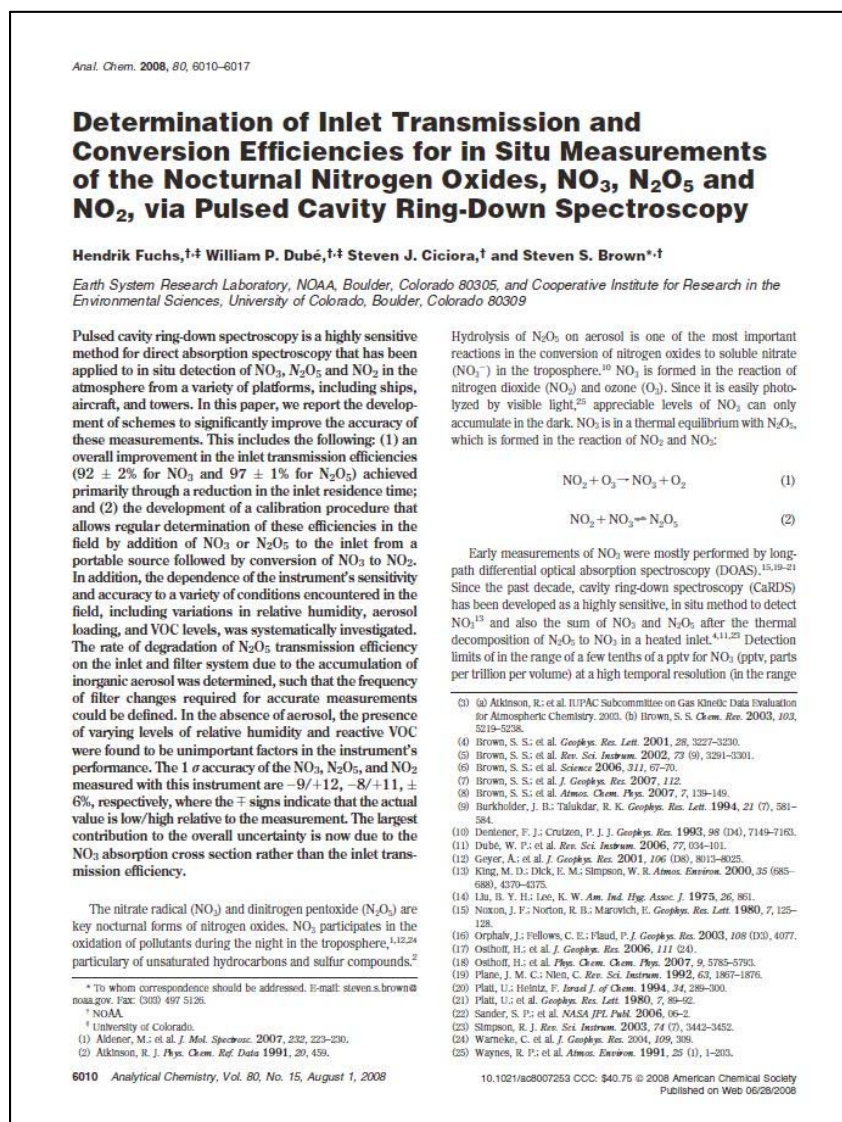 Anal. Chem. 2008, 80, 6010–6017
Determination of Inlet Transmission and
Conversion Efficiencies for in Situ Measurements
of the Nocturnal Nitrogen Oxides, NO3, N2O5 and
NO2, via Pulsed Cavity Ring-Down Spectroscopy
Hendrik Fuchs,†,‡ William P. Dubé,†,‡ Steven J. Ciciora,† and Steven S. Brown*,†
Earth System Research Laboratory, NOAA, Boulder, Colorado 80305, and Cooperative Institute for Research in the
Environmental Sciences, University of Colorado, Boulder, Colorado 80309
Pulsed cavity ring-down spectroscopy is a highly sensitive
method for direct absorption spectroscopy that has been
applied to in situ detection of NO3, N2O5 and NO2 in the
atmosphere from a variety of platforms, including ships,
aircraft, and towers. In this paper, we report the develop-
ment of schemes to significantly improve the accuracy of
these measurements. This includes the following: (1) an
overall improvement in the inlet transmission efficiencies
(92 ± 2% for NO3 and 97 ± 1% for N2O5) achieved
primarily through a reduction in the inlet residence time;
and (2) the development of a calibration procedure that
allows regular determination of these efficiencies in the
field by addition of NO3 or N2O5 to the inlet from a
portable source followed by conversion of NO3 to NO2.
In addition, the dependence of the instrument's sensitivity
and accuracy to a variety of conditions encountered in the
field, including variations in relative humidity, aerosol
loading, and VOC levels, was systematically investigated.
The rate of degradation of N2O5 transmission efficiency
on the inlet and filter system due to the accumulation of
inorganic aerosol was determined, such that the frequency
of filter changes required for accurate measurements
could be defined. In the absence of aerosol, the presence
of varying levels of relative humidity and reactive VOC
were found to be unimportant factors in the instrument's
performance. The 1 σ accuracy of the NO3, N2O5, and NO2
measured with this instrument are −9/+12, −8/+11, ±
6%, respectively, where the ∓ signs indicate that the actual
value is low/high relative to the measurement. The largest
contribution to the overall uncertainty is now due to the
NO3 absorption cross section rather than the inlet trans-
mission efficiency.
The nitrate radical (NO3) and dinitrogen pentoxide (N2O5) are
key nocturnal forms of nitrogen oxides. NO3 participates in the
oxidation of pollutants during the night in the troposphere,1,12,24
particulary of unsaturated hydrocarbons and sulfur compounds.2
* To whom correspondence should be addressed. E-mail: steven.s.brown@
noaa.gov. Fax: (303) 497 5126.
† NOAA.
‡ University of Colorado.
(1) Aldener, M.; et al. J. Mol. Spectrosc. 2007, 232, 223–230.
(2) Atkinson, R. J. Phys. Chem. Ref. Data 1991, 20, 459.
Hydrolysis of N2O5 on aerosol is one of the most important
reactions in the conversion of nitrogen oxides to soluble nitrate
(NO3−) in the troposphere.10 NO3 is formed in the reaction of
nitrogen dioxide (NO2) and ozone (O3). Since it is easily photo-
lyzed by visible light,25 appreciable levels of NO3 can only
accumulate in the dark. NO3 is in a thermal equilibrium with N2O5,
which is formed in the reaction of NO2 and NO3:
NO2 + O3 → NO3 + O2 (1)
NO2 + NO3 ⇌ N2O5 (2)
Early measurements of NO3 were mostly performed by long-
path differential optical absorption spectroscopy (DOAS).15,19–21
Since the past decade, cavity ring-down spectroscopy (CaRDS)
has been developed as a highly sensitive, in situ method to detect
NO313 and also the sum of NO3 and N2O5 after the thermal
decomposition of N2O5 to NO3 in a heated inlet.4,11,23 Detection
limits of in the range of a few tenths of a pptv for NO3 (pptv, parts
per trillion per volume) at a high temporal resolution (in the range
(3) (a) Atkinson, R.; et al. IUPAC Subcommittee on Gas Kinetic Data Evaluation
for Atmospheric Chemistry. 2003. (b) Brown, S. S. Chem. Rev. 2003, 103,
5219–5238.
(4) Brown, S. S.; et al. Geophys. Res. Lett. 2001, 28, 3227–3230.
(5) Brown, S. S.; et al. Rev. Sci. Instrum. 2002, 73 (9), 3291–3301.
(6) Brown, S. S.; et al. Science 2006, 311, 67–70.
(7) Brown, S. S.; et al. J. Geophys. Res. 2007, 112.
(8) Brown, S. S.; et al. Atmos. Chem. Phys. 2007, 7, 139–149.
(9) Burkholder, J. B.; Talukdar, R. K. Geophys. Res. Lett. 1994, 21 (7), 581–
584.
(10) Dentener, F. J.; Crutzen, P. J. J. Geophys. Res. 1993, 98 (D4), 7149–7163.
(11) Dubé, W. P.; et al. Rev. Sci. Instrum. 2006, 77, 034–101.
(12) Geyer, A.; et al. J. Geophys. Res. 2001, 106 (D8), 8013–8025.
(13) King, M. D.; Dick, E. M.; Simpson, W. R. Atmos. Environ. 2000, 35 (685–
688), 4370–4375.
(14) Liu, B. Y. H.; Lee, K. W. Am. Ind. Hyg. Assoc. J. 1975, 26, 861.
(15) Noxon, J. F.; Norton, R. B.; Marovich, E. Geophys. Res. Lett. 1980, 7, 125–
128.
(16) Orphalv, J.; Fellows, C. E.; Flaud, P. J. Geophys. Res. 2003, 108 (D3), 4077.
(17) Osthoff, H.; et al. J. Geophys. Res. 2006, 111 (24).
(18) Osthoff, H.; et al. Phys. Chem. Chem. Phys. 2007, 9, 5785–5793.
(19) Plane, J. M. C.; Nien, C. Rev. Sci. Instrum. 1992, 63, 1867–1876.
(20) Platt, U.; Heintz, F. Israel J. of Chem. 1994, 34, 289–300.
(21) Platt, U.; et al. Geophys. Res. Lett. 1980, 7, 89–92.
(22) Sander, S. P.; et al. NASA JPL Publ. 2006, 06–2.
(23) Simpson, R. J. Rev. Sci. Instrum. 2003, 74 (7), 3442–3452.
(24) Warneke, C. et al. J. Geophys. Res. 2004, 109, 309.
(25) Waynes, R. P.; et al. Atmos. Environ. 1991, 25 (1), 1–203.
6010 Analytical Chemistry, Vol. 80, No. 15, August 1, 2008
10.1021/ac8007253 CCC: $40.75 © 2008 American Chemical Society
Published on Web 06/28/2008